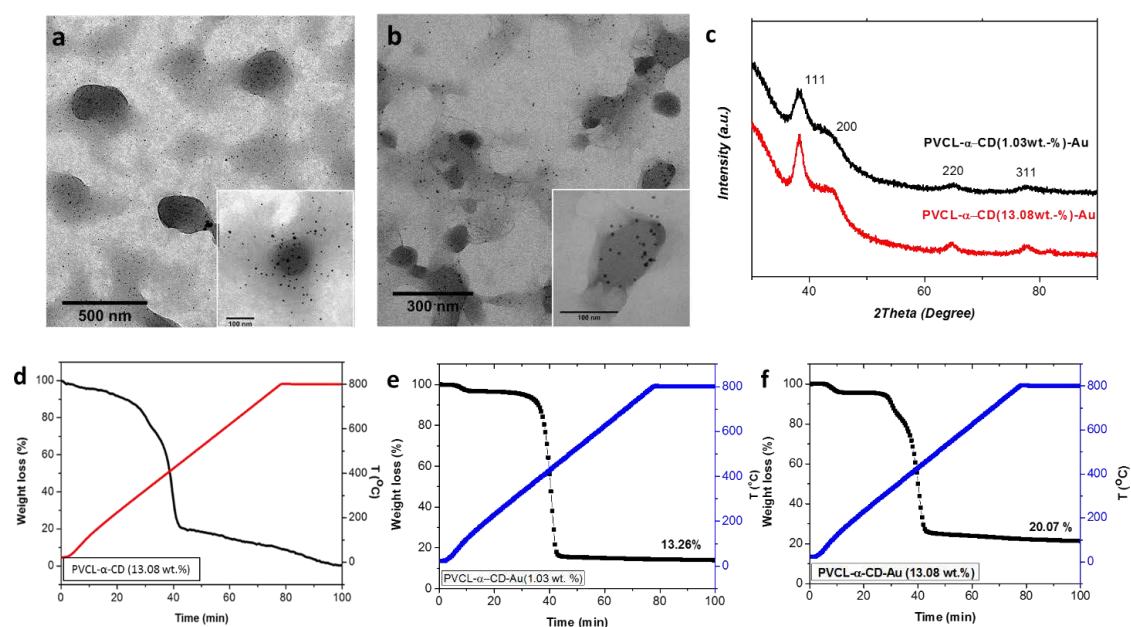 a
500 nm
100 nm
b
300 nm
100 nm
c
Intensity (a.u.)
111
200
PVCL-α-CD(1.03wt.-%)-Au
220
311
PVCL-α-CD(13.08wt.-%)-Au
40
60
80
2Theta (Degree)
d
100
80
60
40
20
0
Weight loss (%)
800
600
400
200
0
T (°C)
PVCL-α-CD (13.08 wt.%)
0
20
40
60
80
100
Time (min)
e
100
80
60
40
20
0
Weight loss (%)
800
600
400
200
0
T (°C)
13.26%
PVCL-α-CD-Au(1.03 wt. %)
0
20
40
60
80
100
Time (min)
f
100
80
60
40
20
0
Weight loss (%)
800
600
400
200
0
T (°C)
20.07 %
PVCL-α-CD-Au (13.08 wt.%)
0
20
40
60
80
100
Time (min)